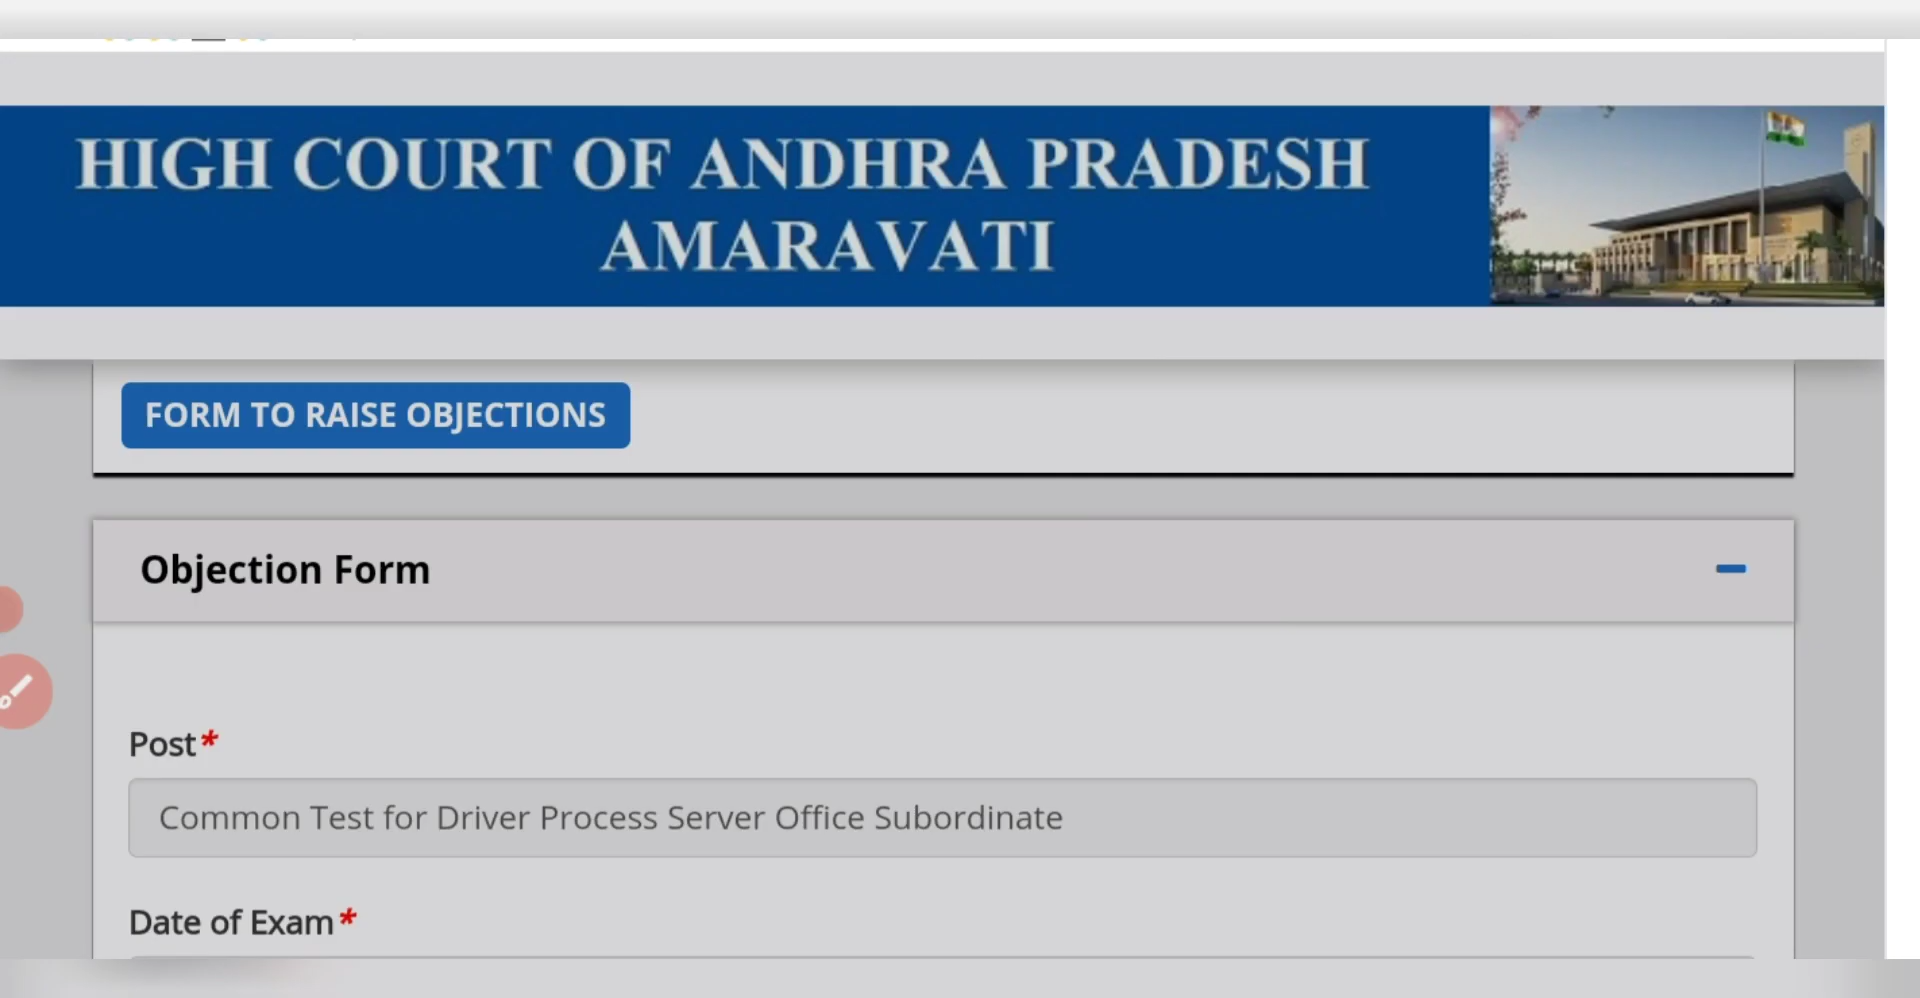 HIGH COURT OF ANDHRA PRADESH
AMARAVATI
FORM TO RAISE OBJECTIONS
Objection Form
Post*
Common Test for Driver Process Server Office Subordinate
Date of Exam*